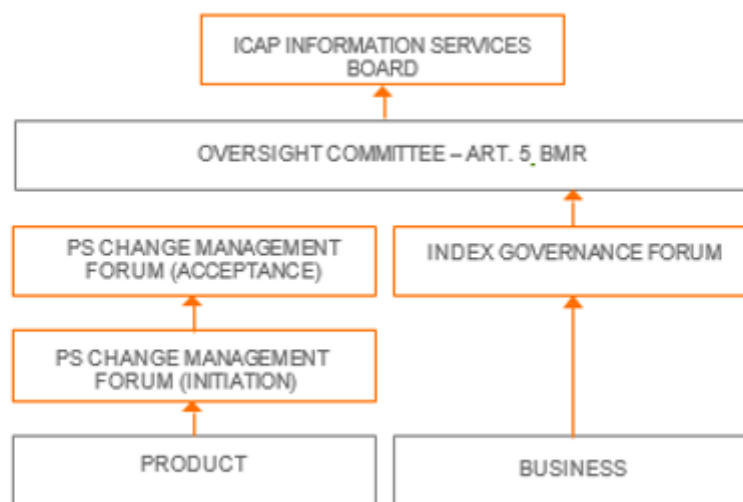 ICAP INFORMATION SERVICES
BOARD
OVERSIGHT COMMITTEE – ART. 5, BMR
PS CHANGE MANAGEMENT
FORUM (ACCEPTANCE)
INDEX GOVERNANCE FORUM
PS CHANGE MANAGEMENT
FORUM (INITIATION)
PRODUCT
BUSINESS